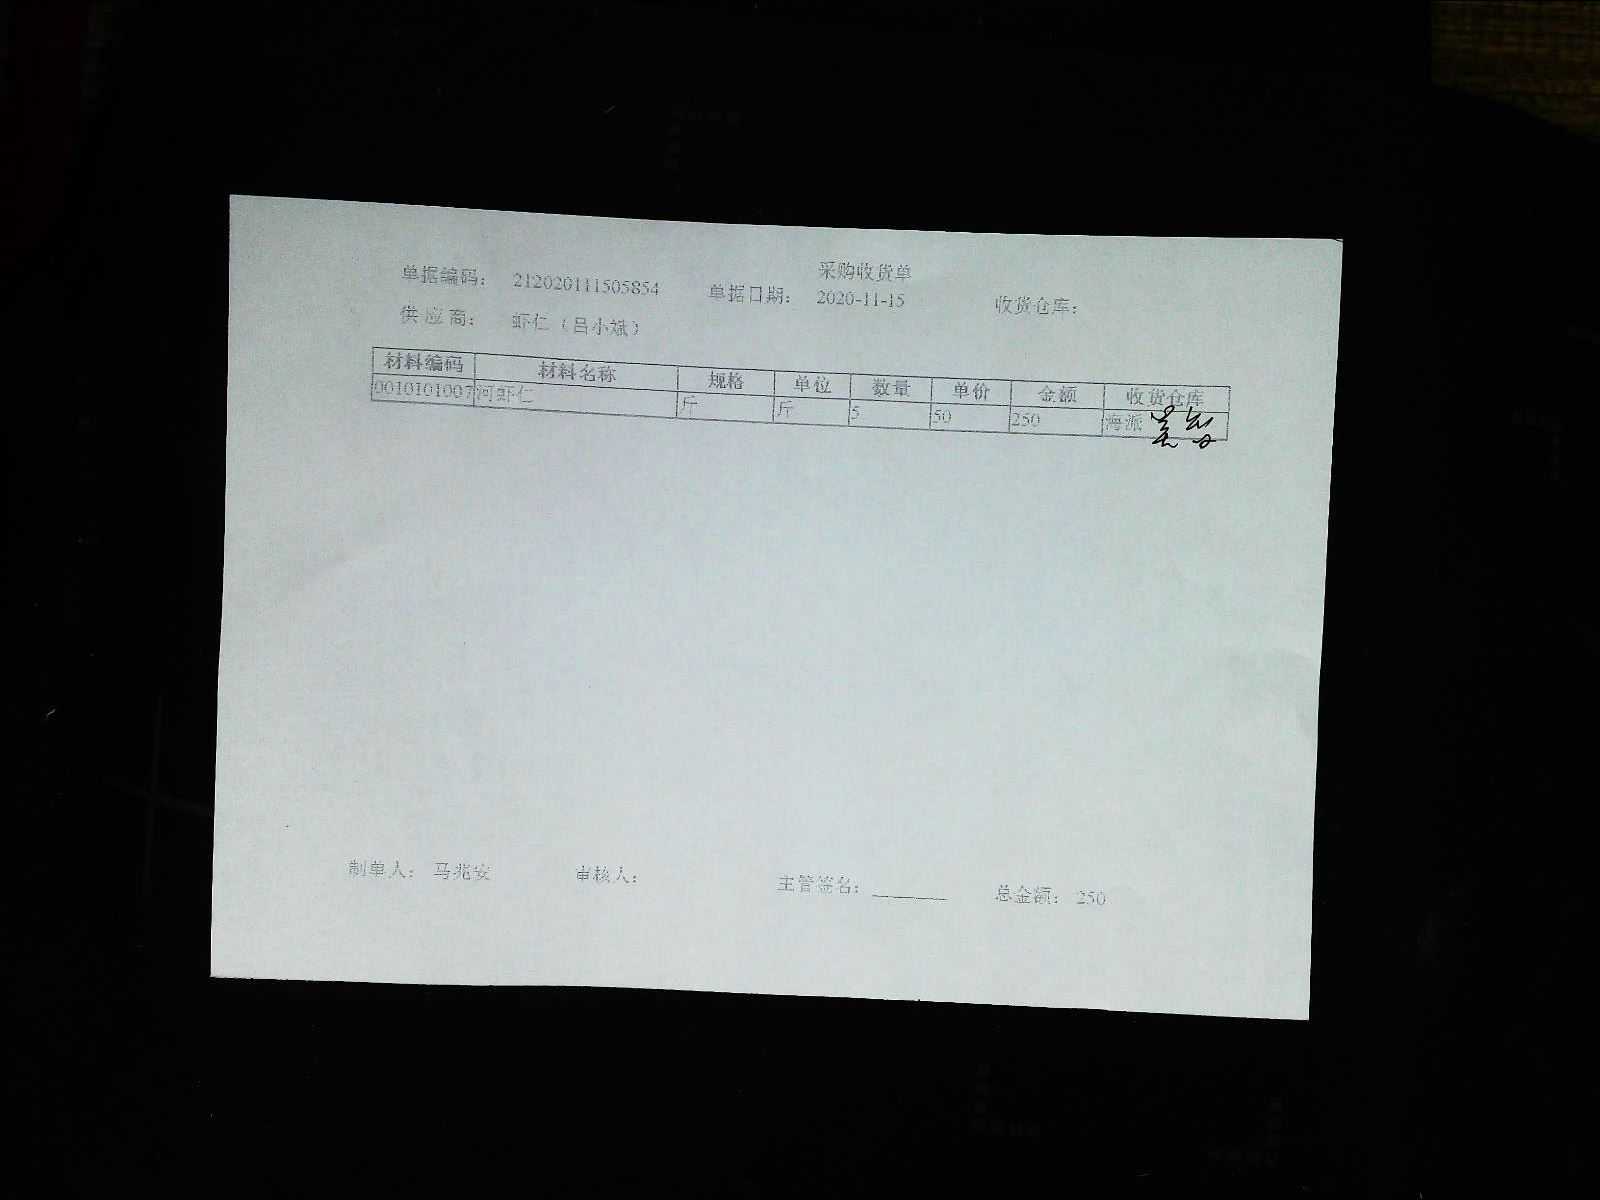 采购收货单
单据编码： 212020111505854 单据日期： 2020-11-15 收货仓库：
供应商： 虾仁（吕小斌）
材料编码 材料名称 规格 单位 数量 单价 金额 收货仓库
0010101007 河虾仁 斤 斤 5 50 250 海派
制单人： 马兆安 审核人： 主管签名： 总金额： 250